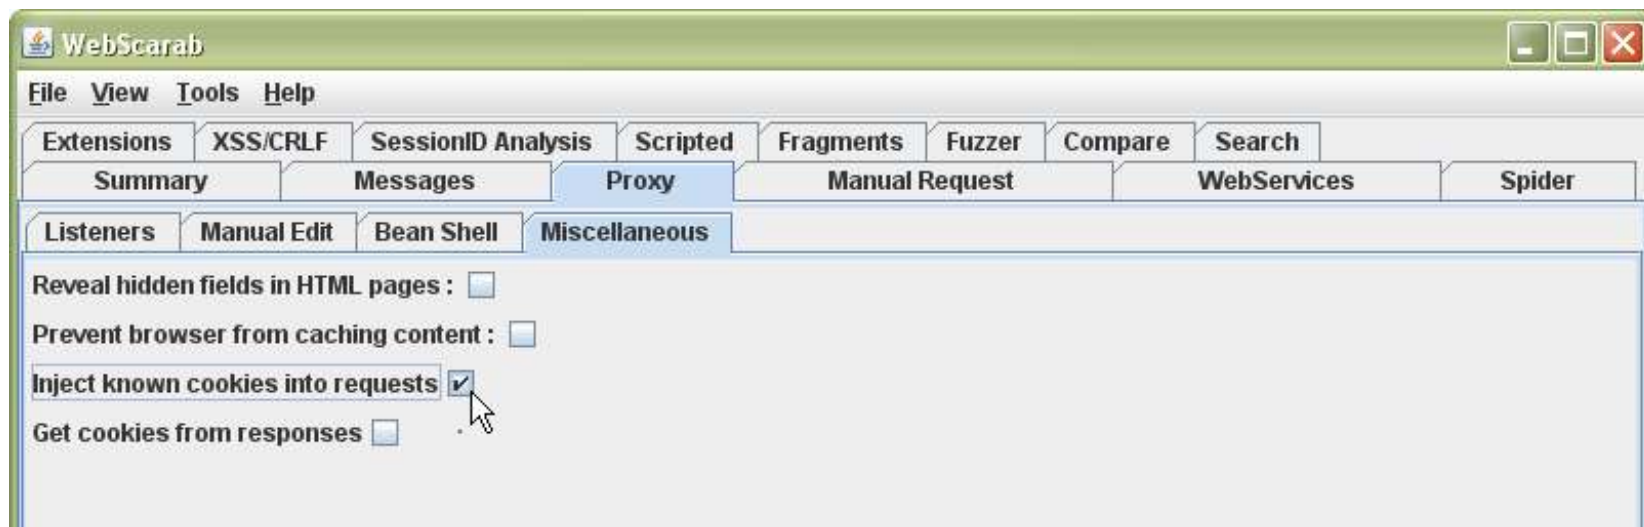 WebScarab
File View Tools Help
Extensions XSS/CRLF SessionID Analysis Scripted Fragments Fuzzer Compare Search
Summary Messages Proxy Manual Request WebServices Spider
Listeners Manual Edit Bean Shell Miscellaneous
Reveal hidden fields in HTML pages :
Prevent browser from caching content :
Inject known cookies into requests
Get cookies from responses